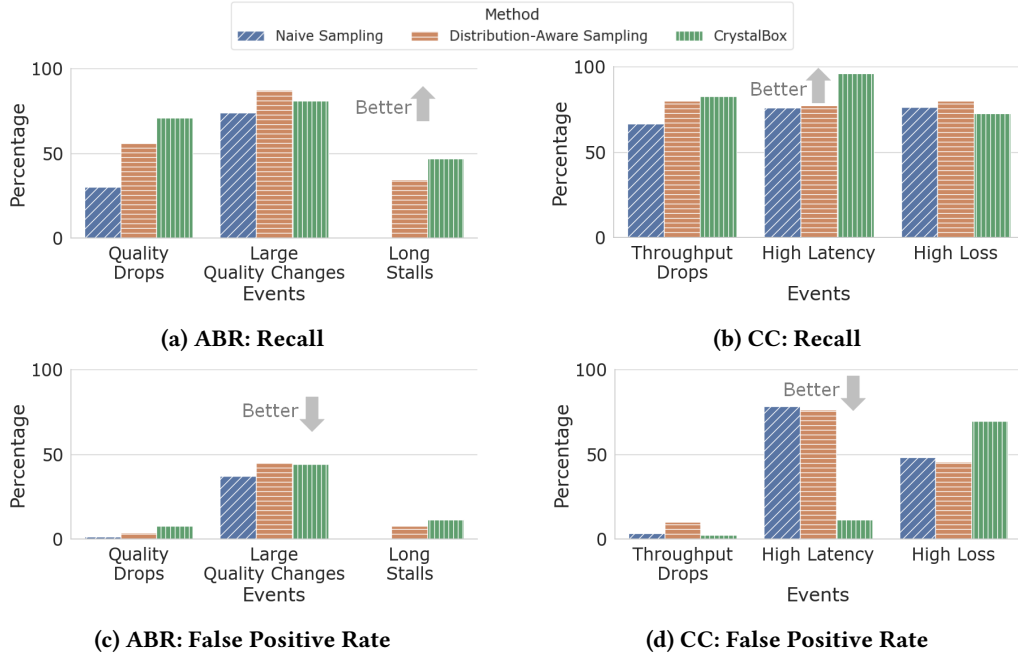 Method
Naive Sampling Distribution-Aware Sampling CrystalBox
100
50
0
Percentage
Better
Quality Drops
Large Quality Changes
Long Stalls
Events
(a) ABR: Recall
100
50
0
Percentage
Better
Throughput Drops
High Latency
High Loss
Events
(b) CC: Recall
100
50
0
Percentage
Better
Quality Drops
Large Quality Changes
Long Stalls
Events
(c) ABR: False Positive Rate
100
50
0
Percentage
Better
Throughput Drops
High Latency
High Loss
Events
(d) CC: False Positive Rate